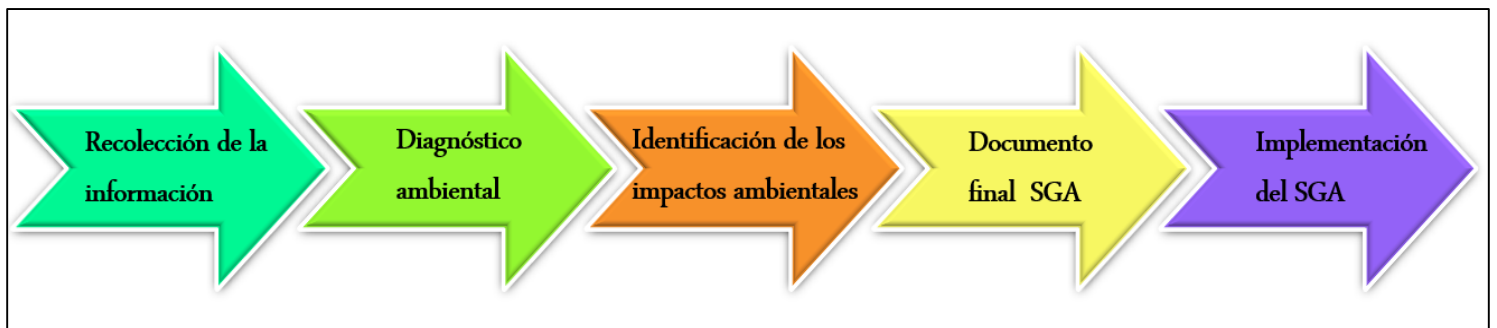 Recolección de la
información
Diagnóstico
ambiental
Identificación de los
impactos ambientales
Documento
final SGA
Implementación
del SGA